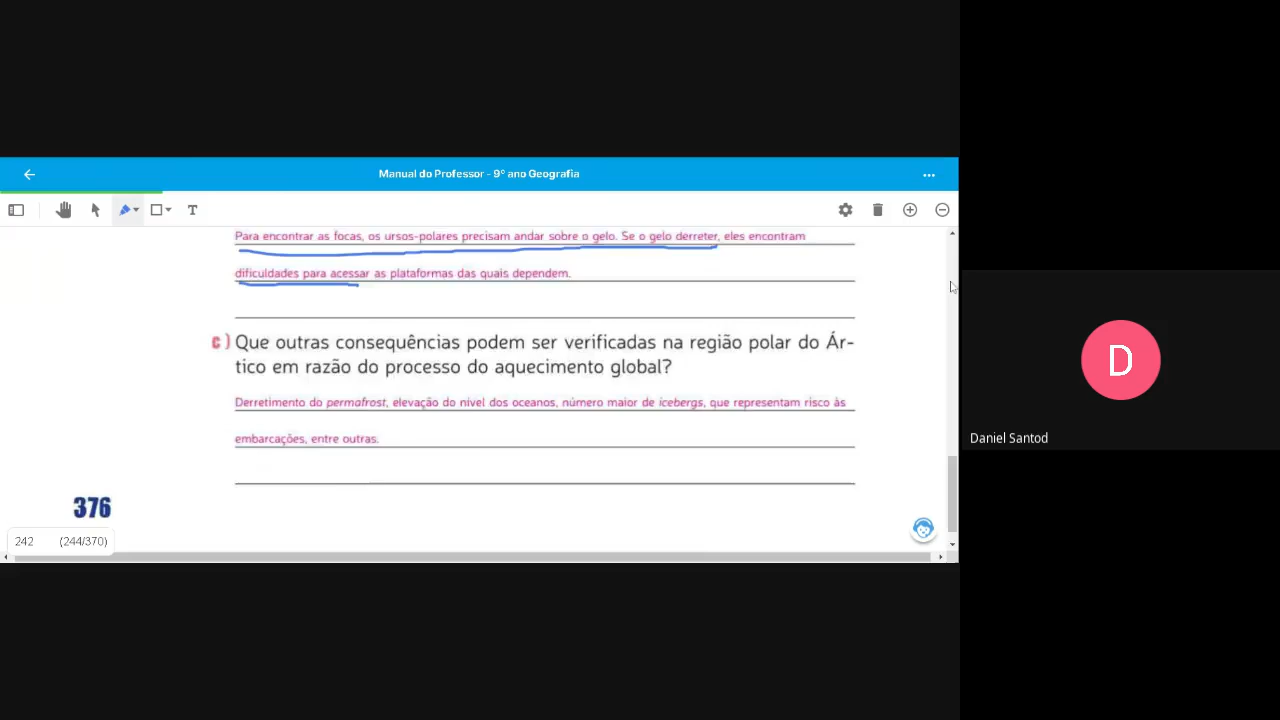 Manual do Professor - 9º ano Geografia
T
Para encontrar as focas, os ursos-polares precisam andar sobre o gelo. Se o gelo derreter, eles encontram
dificuldades para acessar as plataformas das quais dependem.
c) Que outras consequências podem ser verificadas na região polar do Ár-
tico em razão do processo do aquecimento global?
Derretimento do permafrost, elevação do nível dos oceanos, número maior de icebergs, que representam risco às
embarcações, entre outras.
376
242 (244/370)
D
Daniel Santod